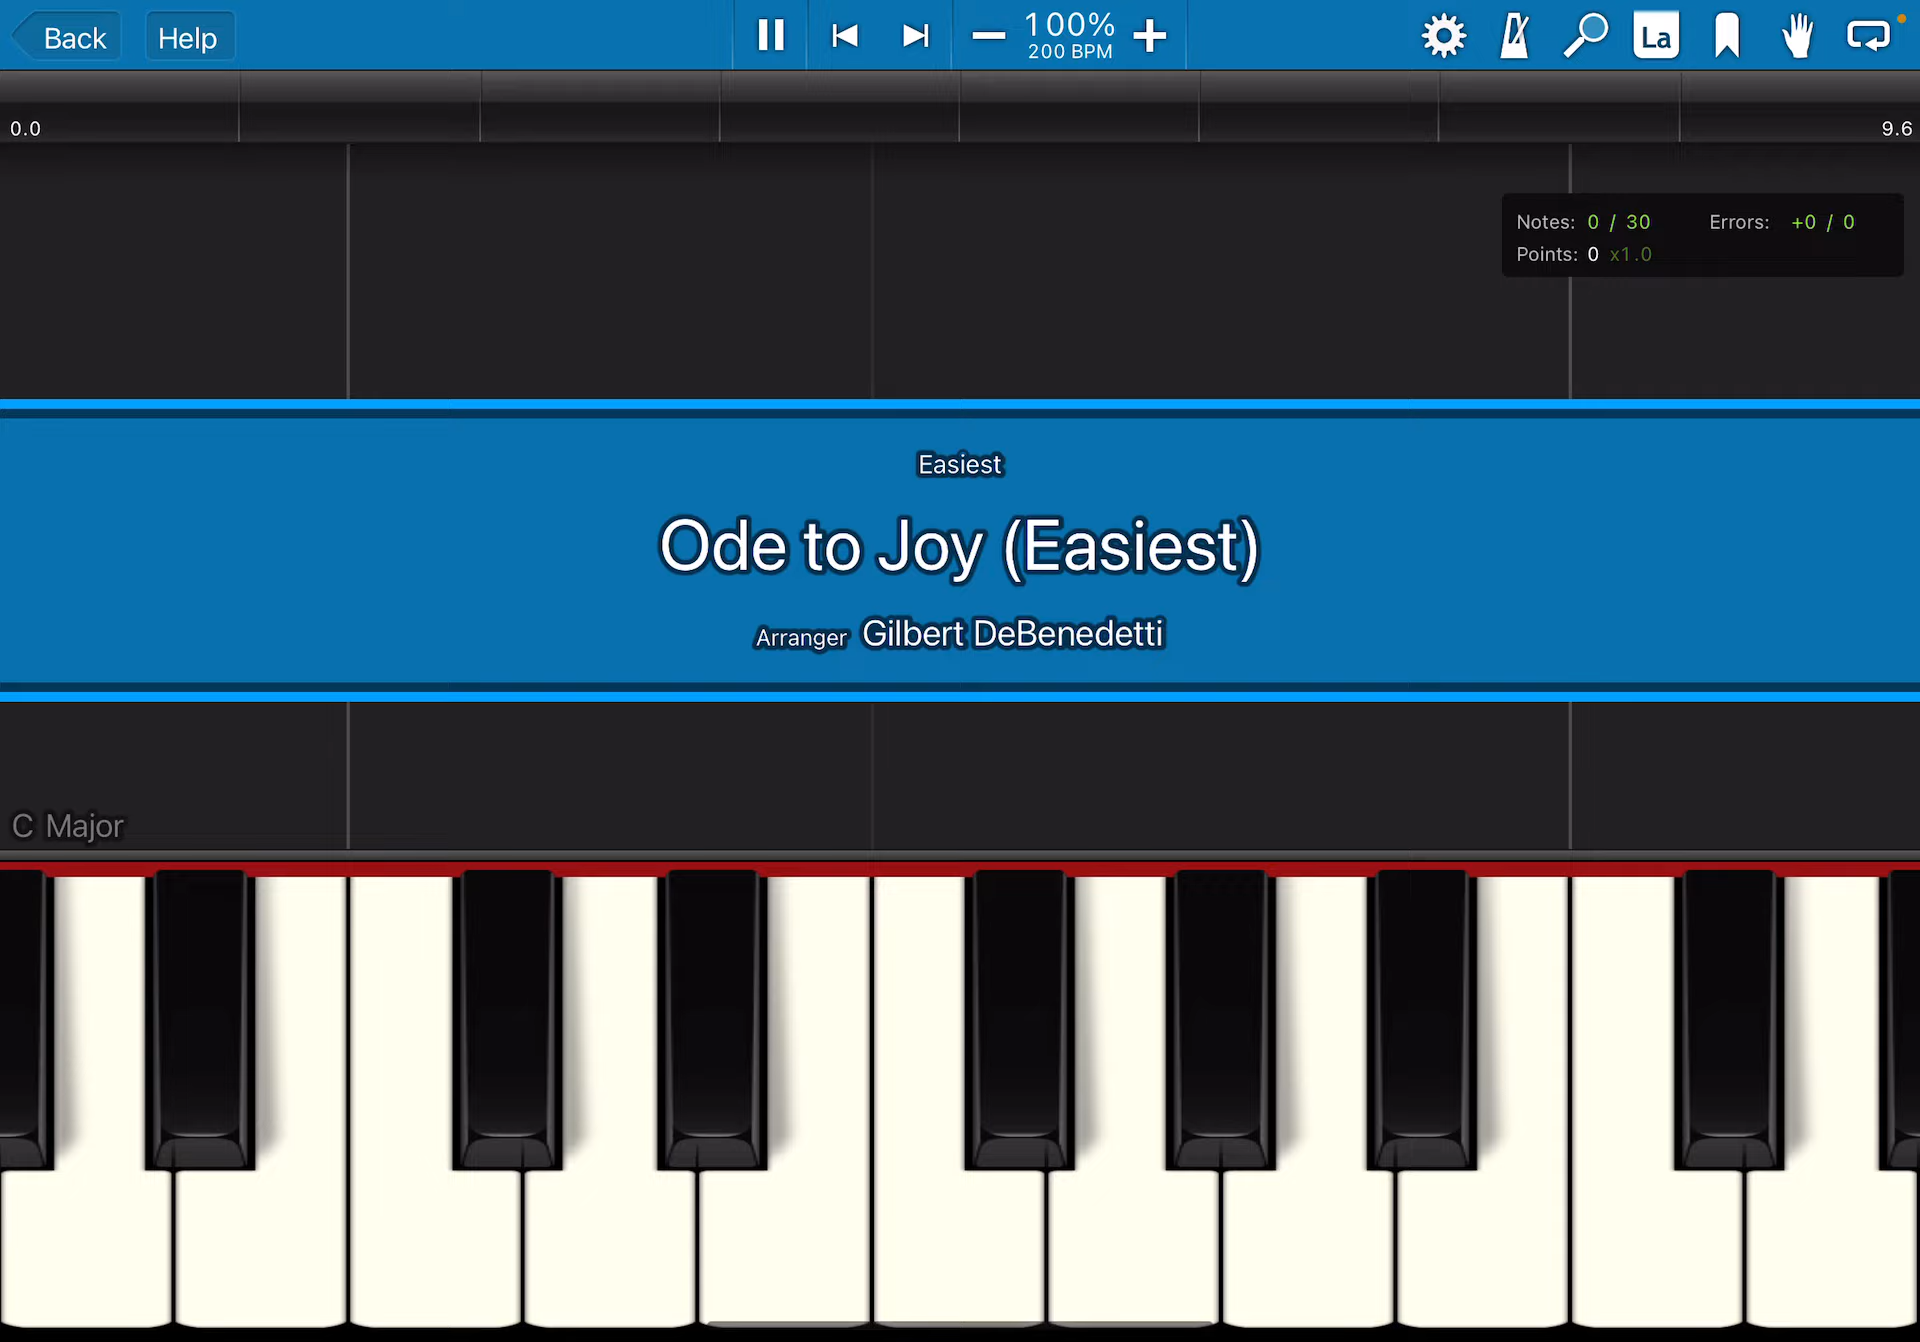 Back Help 100% La
200 BPM
0.0 9.6
Notes: 0 / 30 Errors: +0 / 0
Points: 0 x1.0
Easiest
Ode to Joy (Easiest)
Arranger Gilbert DeBenedetti
C Major